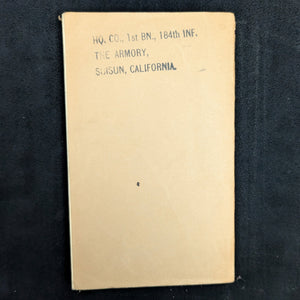 HQ. CO., 1st BN., 184th INF.
THE ARMORY,
SUISUN, CALIFORNIA.